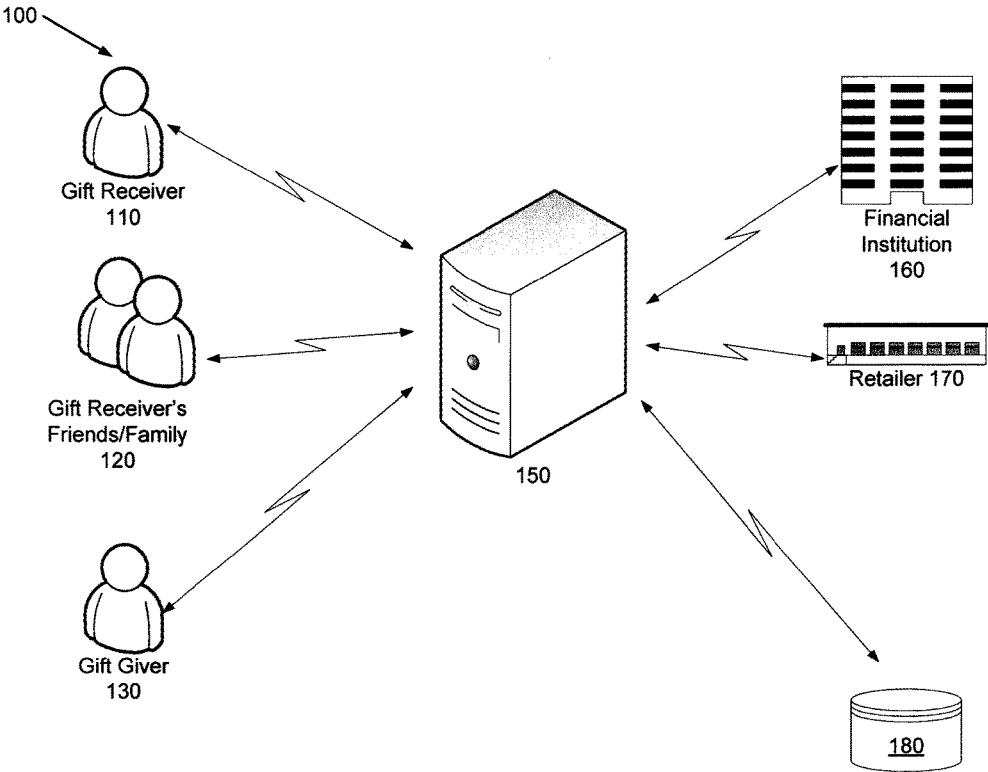 100
Gift Receiver
110
Gift Receiver's
Friends/Family
120
Gift Giver
130
150
Financial
Institution
160
Retailer 170
180